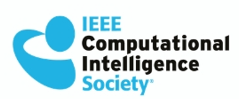 IEEE
Computational
Intelligence
Society®